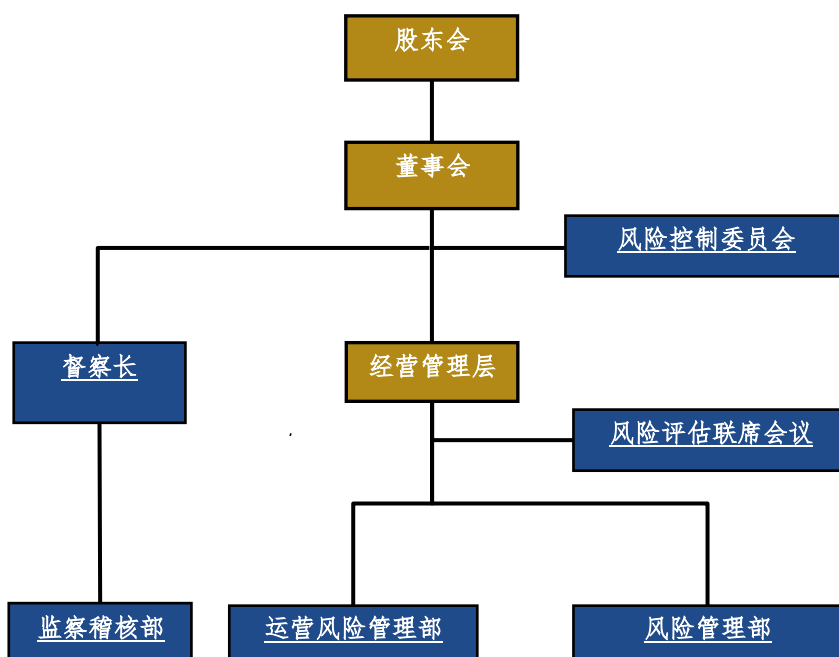 股东会
董事会
风险控制委员会
督察长
经营管理层
风险评估联席会议
监察稽核部
运营风险管理部
风险管理部